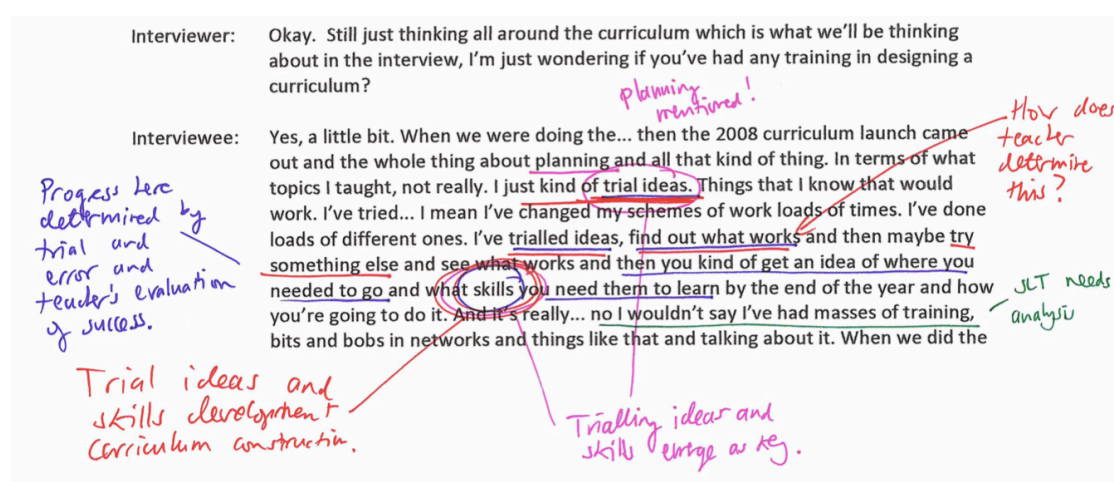 Interviewer: Okay. Still just thinking all around the curriculum which is what we'll be thinking
about in the interview, I'm just wondering if you've had any training in designing a
curriculum?
planning
mentioned!
Interviewee: Yes, a little bit. When we were doing the... then the 2008 curriculum launch came
out and the whole thing about planning and all that kind of thing. In terms of what
topics I taught, not really. I just kind of trial ideas. Things that I know that would
work. I've tried... I mean I've changed my schemes of work loads of times. I've done
loads of different ones. I've trialled ideas, find out what works and then maybe try
something else and see what works and then you kind of get an idea of where you
needed to go and what skills you need them to learn by the end of the year and how
you're going to do it. And it's really... no I wouldn't say I've had masses of training,
bits and bobs in networks and things like that and talking about it. When we did the
How does
teacher
determine
this?
Progress here
determined by
trial and
error and
teacher's evaluation
of success.
needs
analysis
Trial ideas and
skills development
curriculum construction.
Trialling ideas and
skills emerge as key.